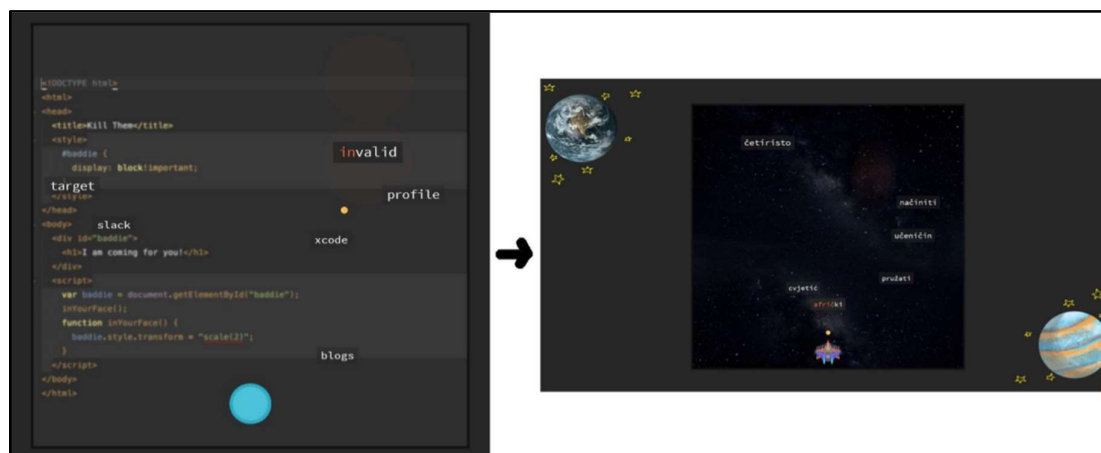 <!DOCTYPE html>
<html>
<head>
<title>Kill Them</title>
<style>
#baddie {
display: block!important;
invalid
target
profile
</style>
</head>
<body>
slack
<div id="baddie">
xcode
<h1>I am coming for you!</h1>
</div>
<script>
var baddie = document.getElementById("baddie");
inYourFace();
function inYourFace() {
baddie.style.transform = "scale(2)";
}
blogs
</script>
</body>
</html>
četiristo
načiniti
učeničin
pružati
cvjetić
afrički